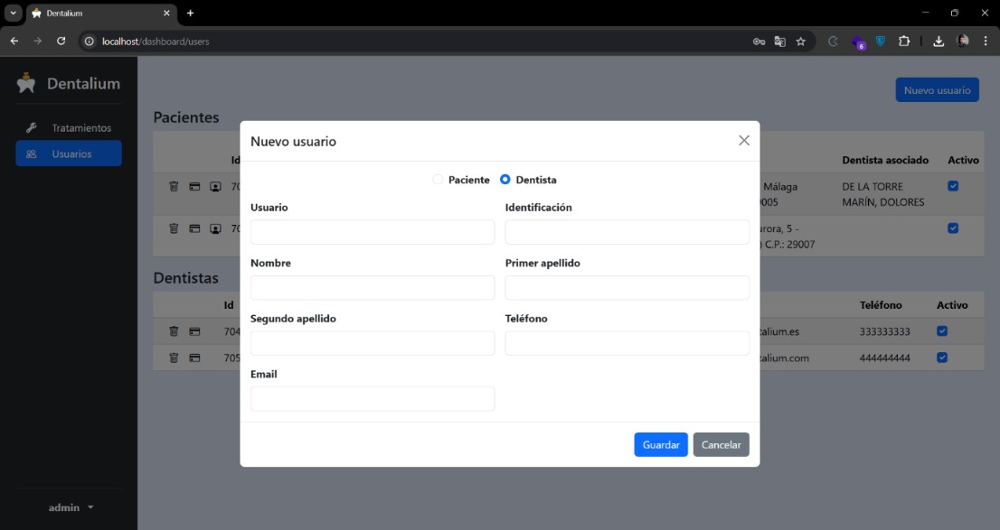 Dentalium
localhost/dashboard/users
6
Dentalium
Nuevo usuario
Tratamientos
Usuarios
Pacientes
Nuevo usuario
Id
Dentista asociado
Activo
Paciente
Dentista
70
Málaga
DE LA TORRE
005
MARÍN, DOLORES
Usuario
Identificación
70
urora, 5 -
) C.P.: 29007
Nombre
Primer apellido
Dentistas
Id
Teléfono
Activo
Segundo apellido
Teléfono
704
talium.es
333333333
705
talium.com
444444444
Email
Guardar
Cancelar
admin